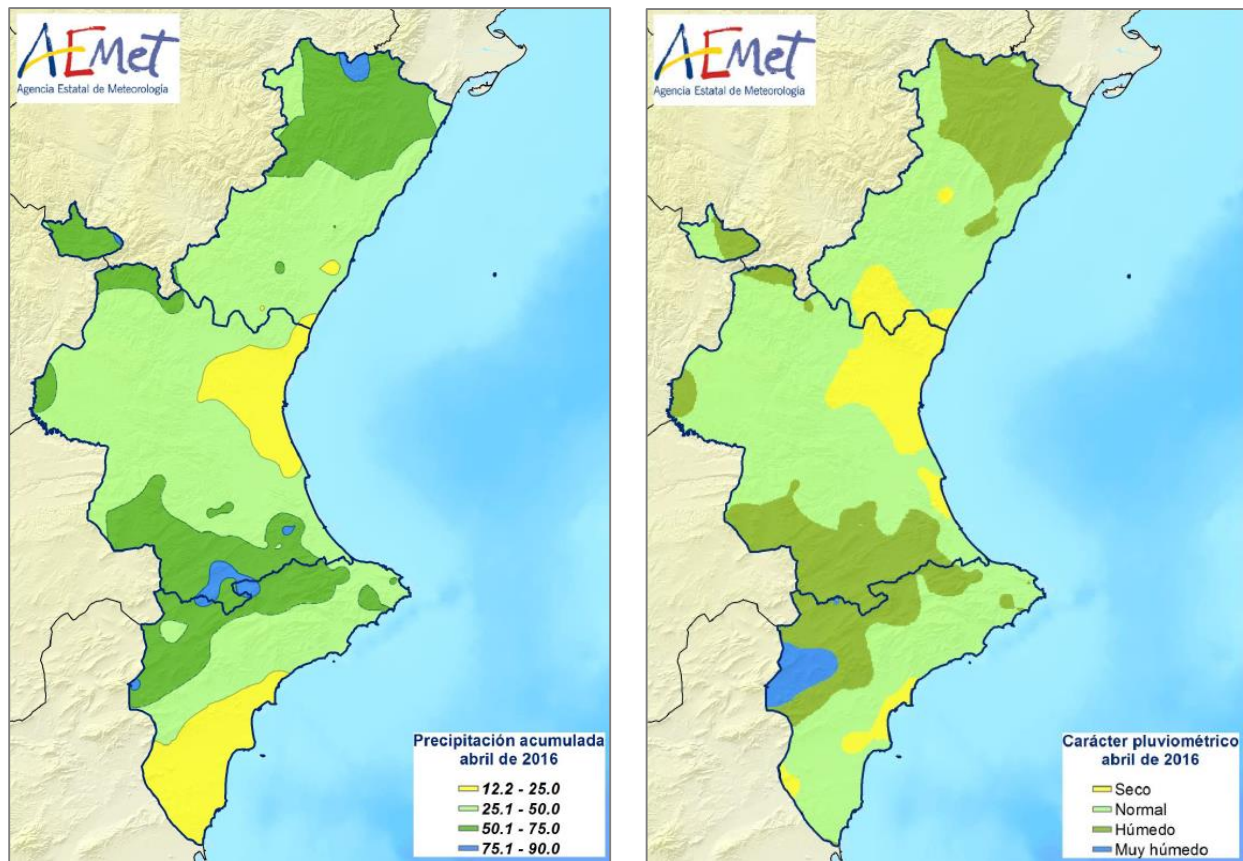 AEMet
Agencia Estatal de Meteorología
Precipitación acumulada
abril de 2016
12.2 - 25.0
25.1 - 50.0
50.1 - 75.0
75.1 - 90.0
AEMet
Agencia Estatal de Meteorología
Carácter pluviométrico
abril de 2016
Seco
Normal
Húmedo
Muy húmedo